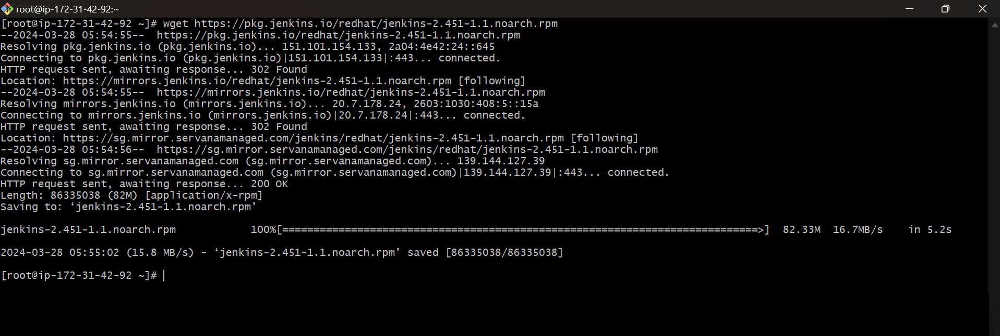 root@ip-172-31-42-92:~
[root@ip-172-31-42-92 ~]# wget https://pkg.jenkins.io/redhat/jenkins-2.451-1.1.noarch.rpm
--2024-03-28 05:54:55--  https://pkg.jenkins.io/redhat/jenkins-2.451-1.1.noarch.rpm
Resolving pkg.jenkins.io (pkg.jenkins.io)... 151.101.154.133, 2a04:4e42:24::645
Connecting to pkg.jenkins.io (pkg.jenkins.io)|151.101.154.133|:443... connected.
HTTP request sent, awaiting response... 302 Found
Location: https://mirrors.jenkins.io/redhat/jenkins-2.451-1.1.noarch.rpm [following]
--2024-03-28 05:54:55--  https://mirrors.jenkins.io/redhat/jenkins-2.451-1.1.noarch.rpm
Resolving mirrors.jenkins.io (mirrors.jenkins.io)... 20.7.178.24, 2603:1030:408:5::15a
Connecting to mirrors.jenkins.io (mirrors.jenkins.io)|20.7.178.24|:443... connected.
HTTP request sent, awaiting response... 302 Found
Location: https://sg.mirror.servanamanaged.com/jenkins/redhat/jenkins-2.451-1.1.noarch.rpm [following]
--2024-03-28 05:54:56--  https://sg.mirror.servanamanaged.com/jenkins/redhat/jenkins-2.451-1.1.noarch.rpm
Resolving sg.mirror.servanamanaged.com (sg.mirror.servanamanaged.com)... 139.144.127.39
Connecting to sg.mirror.servanamanaged.com (sg.mirror.servanamanaged.com)|139.144.127.39|:443... connected.
HTTP request sent, awaiting response... 200 OK
Length: 86335038 (82M) [application/x-rpm]
Saving to: ‘jenkins-2.451-1.1.noarch.rpm’
jenkins-2.451-1.1.noarch.rpm            100%[============================================================================>]  82.33M  16.7MB/s    in 5.2s
2024-03-28 05:55:02 (15.8 MB/s) - ‘jenkins-2.451-1.1.noarch.rpm’ saved [86335038/86335038]
[root@ip-172-31-42-92 ~]#